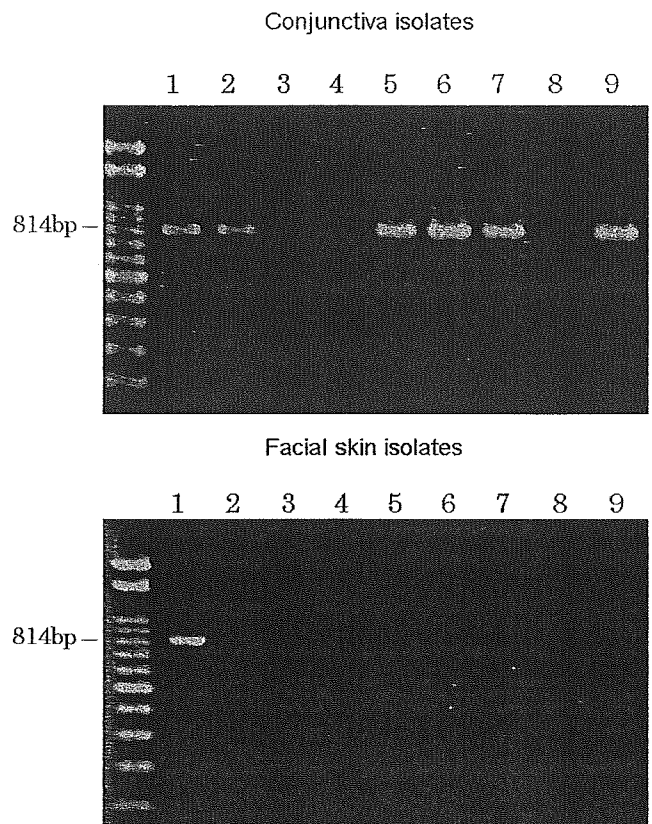 Conjunctiva isolates
1 2 3 4 5 6 7 8 9
814bp
Facial skin isolates
1 2 3 4 5 6 7 8 9
814bp